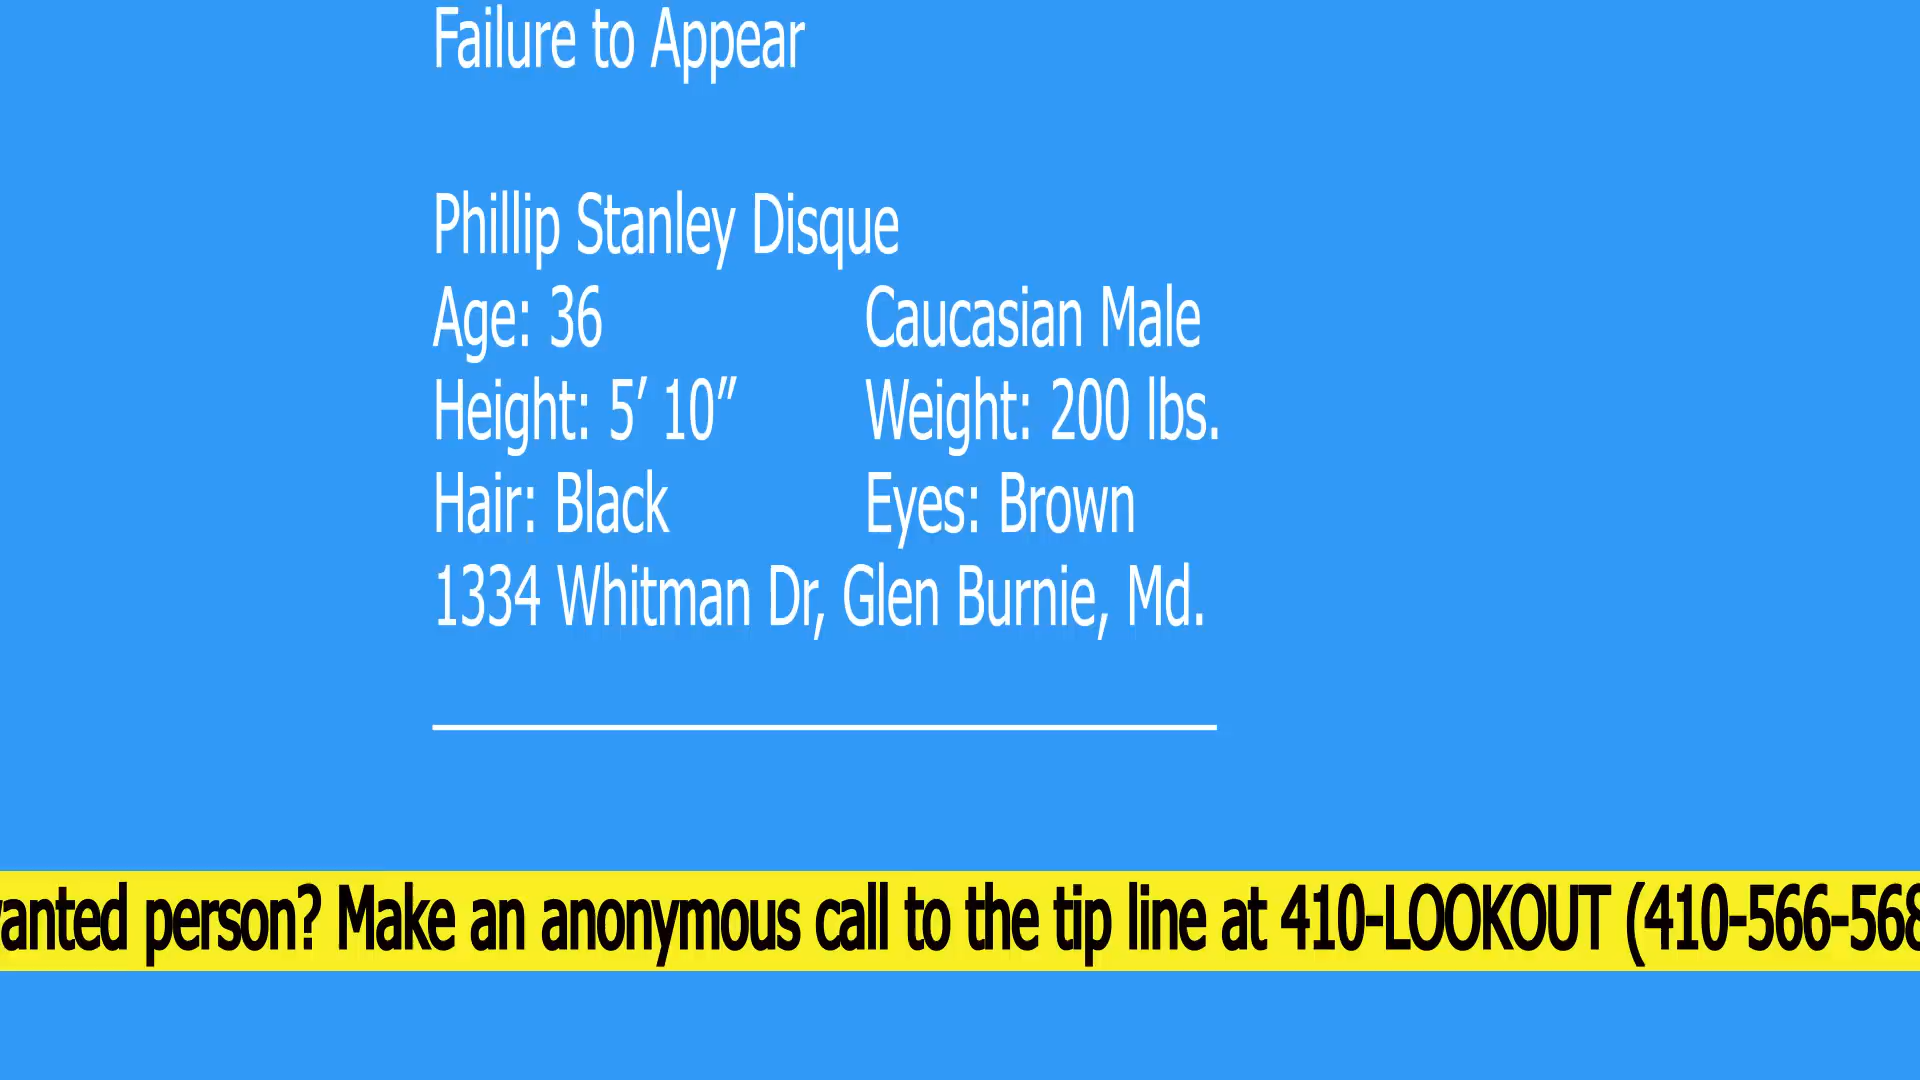 Failure to Appear
Phillip Stanley Disque
Age: 36 Caucasian Male
Height: 5’ 10” Weight: 200 lbs.
Hair: Black Eyes: Brown
1334 Whitman Dr, Glen Burnie, Md.
person? Make an anonymous call to the tip line at 410-LOOKOUT